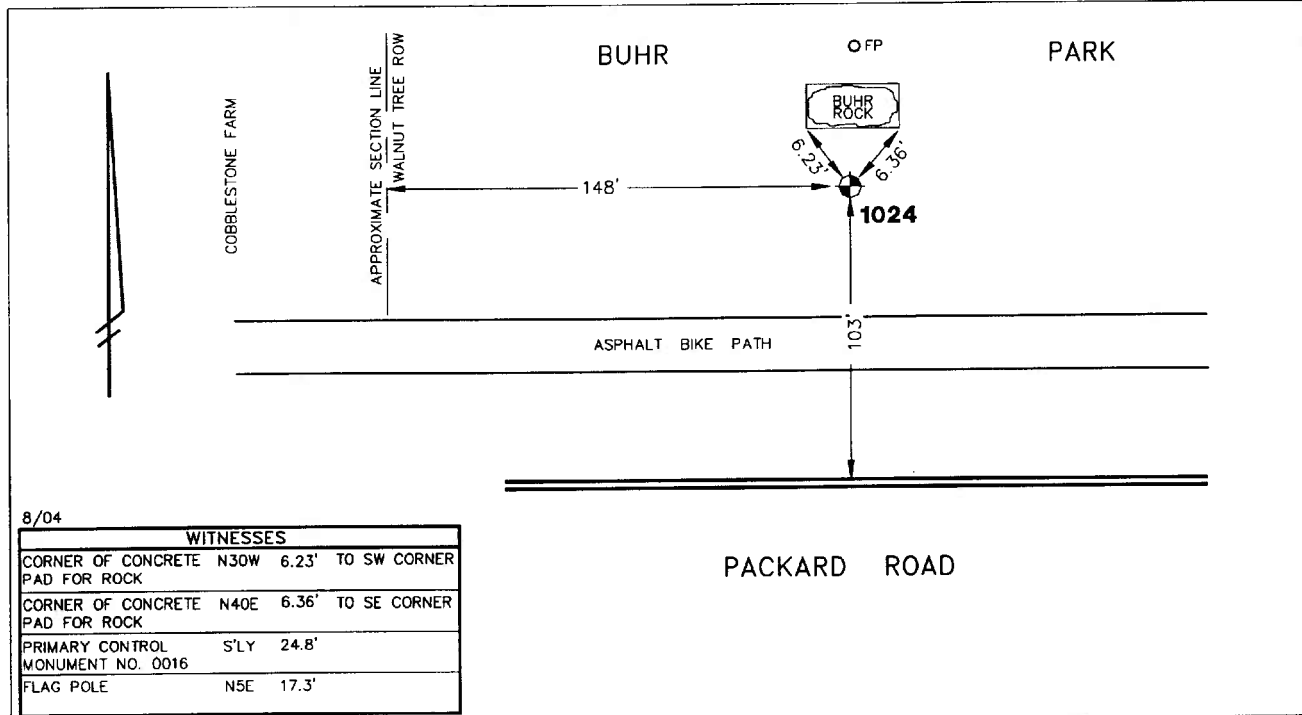 BUHR
FP
PARK
COBBLESTONE FARM
APPROXIMATE SECTION LINE
WALNUT TREE ROW
BUHR
ROCK
6.23'
6.36'
148'
1024
103'
ASPHALT BIKE PATH
PACKARD ROAD
8/04
WITNESSES
CORNER OF CONCRETE N30W 6.23' TO SW CORNER
PAD FOR ROCK
CORNER OF CONCRETE N40E 6.36' TO SE CORNER
PAD FOR ROCK
PRIMARY CONTROL S'LY 24.8'
MONUMENT NO. 0016
FLAG POLE N5E 17.3'